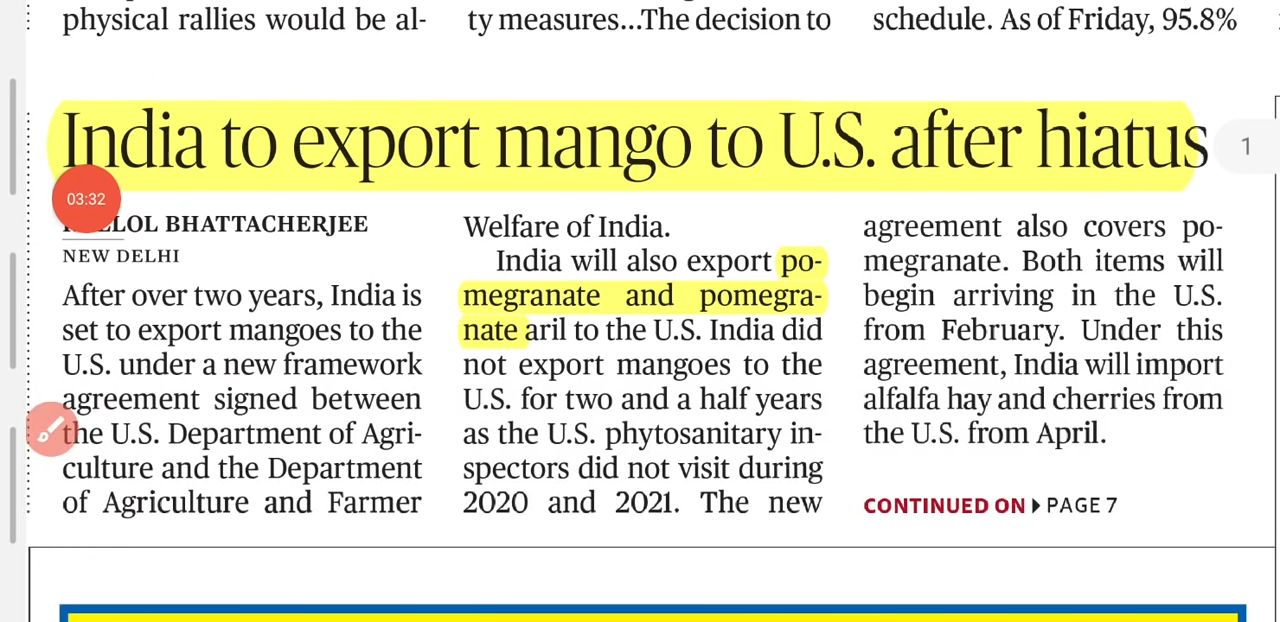 physical rallies would be al-
ty measures...The decision to
schedule. As of Friday, 95.8%
India to export mango to U.S. after hiatus
1
03:32
BHATTACHERJEE
NEW DELHI
After over two years, India is
set to export mangoes to the
U.S. under a new framework
agreement signed between
the U.S. Department of Agri-
culture and the Department
of Agriculture and Farmer
Welfare of India.
India will also export po-
megranate and pomegra-
nate aril to the U.S. India did
not export mangoes to the
U.S. for two and a half years
as the U.S. phytosanitary in-
spectors did not visit during
2020 and 2021. The new
agreement also covers po-
megranate. Both items will
begin arriving in the U.S.
from February. Under this
agreement, India will import
alfalfa hay and cherries from
the U.S. from April.
CONTINUED ON PAGE 7